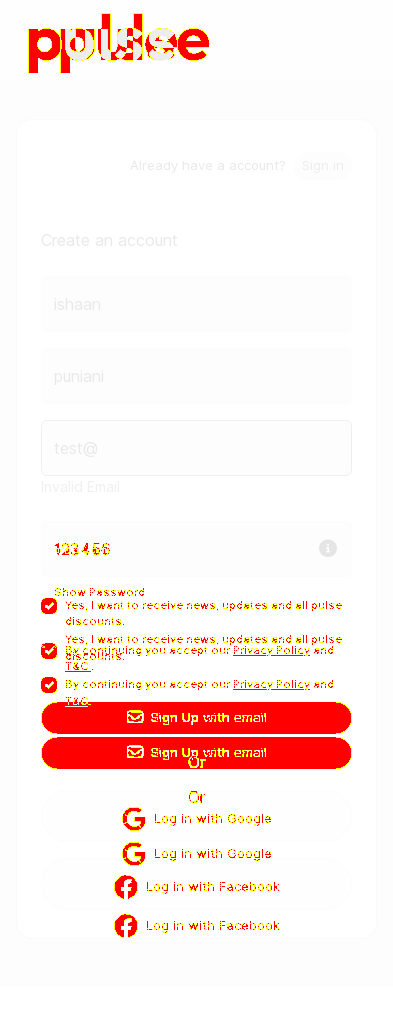 pulse
Already have a account? Sign in
Create an account
ishaan
puniani
test@
Invalid Email
123456
Show Password
Yes, I want to receive news, updates and all pulse
discounts.
Yes, I want to receive news, updates and all pulse
discounts.
By continuing you accept our Privacy Policy and
T&C.
By continuing you accept our Privacy Policy and
T&C.
Sign Up with email
Sign Up with email
Or
Or
Log in with Google
Log in with Google
Log in with Facebook
Log in with Facebook